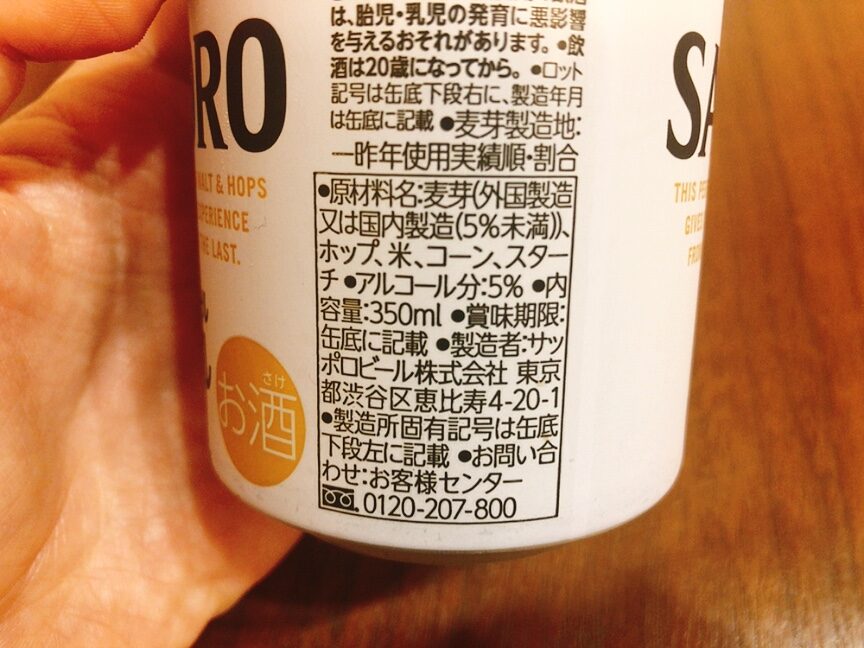 は、胎児・乳児の発育に悪影響
を与えるおそれがあります。●飲
酒は20歳になってから。●ロット
記号は缶底下段右に、製造年月
は缶底に記載 ●麦芽製造地:
一昨年使用実績順・割合
●原材料名:麦芽(外国製造
又は国内製造(5%未満))、
ホップ、米、コーン、スター
チ ●アルコール分:5% ●内
容量:350ml ●賞味期限:
缶底に記載 ●製造者:サッ
ポロビール株式会社 東京
都渋谷区恵比寿4-20-1
●製造所固有記号は缶底
下段左に記載 ●お問い合
わせ:お客様センター
0120-207-800
RO
MALT & HOPS
EXPERIENCE
THE LAST.
さけ
お酒
SA
THIS
GIVES
FROM